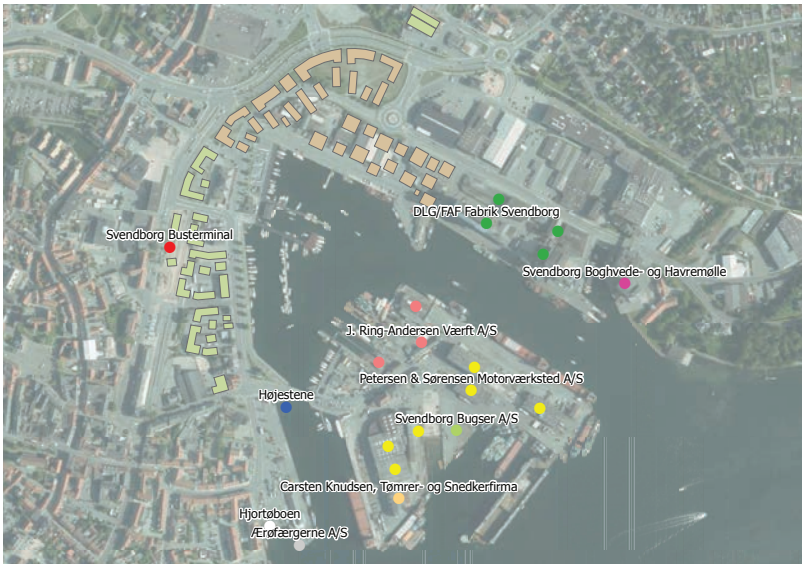 DLG/FAF Fabrik Svendborg
Svendborg Busterminal
Svendborg Boghvede- og Havremølle
J. Ring-Andersen Værft A/S
Petersen & Sørensen Motorværksted A/S
Højestene
Svendborg Bugser A/S
Carsten Knudsen, Tømrer- og Snedkerfirma
Hjortøboen
Ærøfærgerne A/S